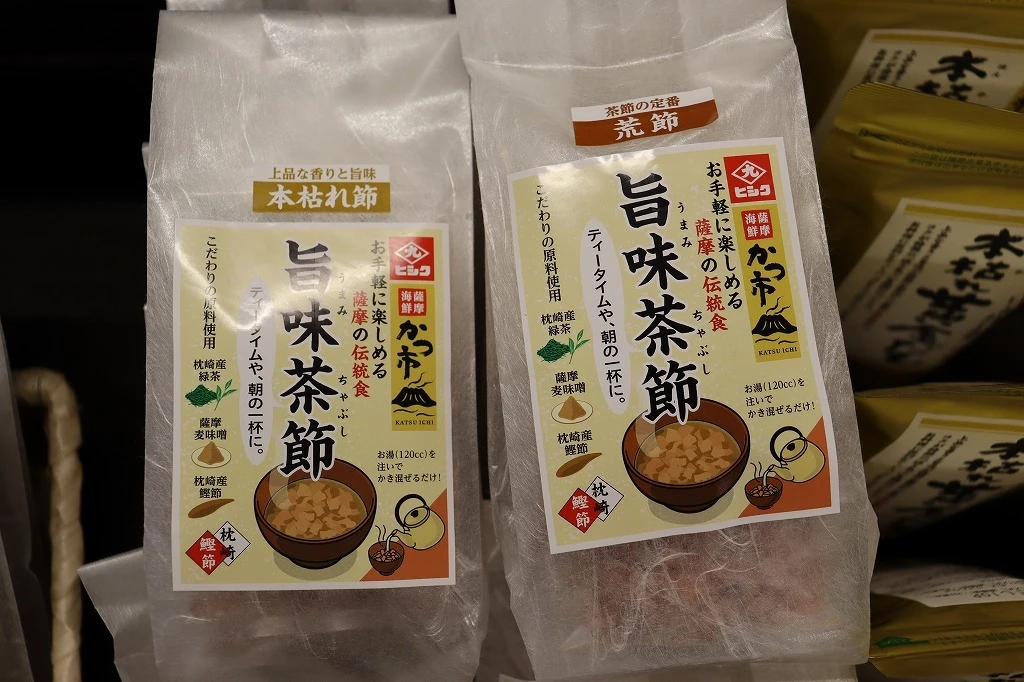 上品な香りと旨味
本枯れ節
九
ヒシク
薩摩
海鮮
かつ市
KATSU ICHI
お手軽に楽しめる
薩摩の伝統食
うまみ ちゃぶし
旨味茶節
ティータイムや、朝の一杯に。
こだわりの原料使用
枕崎産
緑茶
薩摩
麦味噌
枕崎産
鰹節
枕崎
鰹節
お湯(120cc)を
注いで
かき混ぜるだけ!
茶節の定番
荒節
九
ヒシク
薩摩
海鮮
かつ市
KATSU ICHI
お手軽に楽しめる
薩摩の伝統食
うまみ ちゃぶし
旨味茶節
ティータイムや、朝の一杯に。
こだわりの原料使用
枕崎産
緑茶
薩摩
麦味噌
枕崎産
鰹節
枕崎
鰹節
お湯(120cc)を
注いで
かき混ぜるだけ!
本枯
本枯
本枯